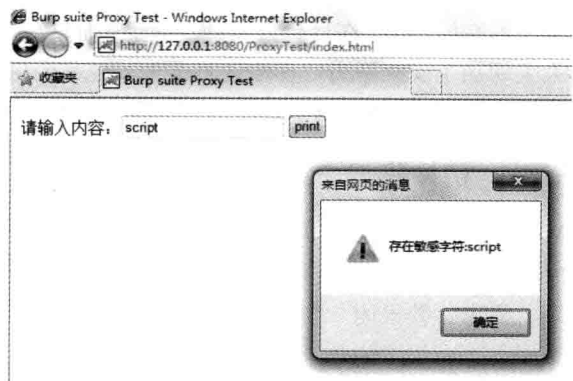 Burp suite Proxy Test - Windows Internet Explorer
http://127.0.0.1:8080/ProxyTest/index.html
收藏夹 Burp suite Proxy Test
请输入内容： script print
来自网页的消息 X
存在敏感字符:script
确定